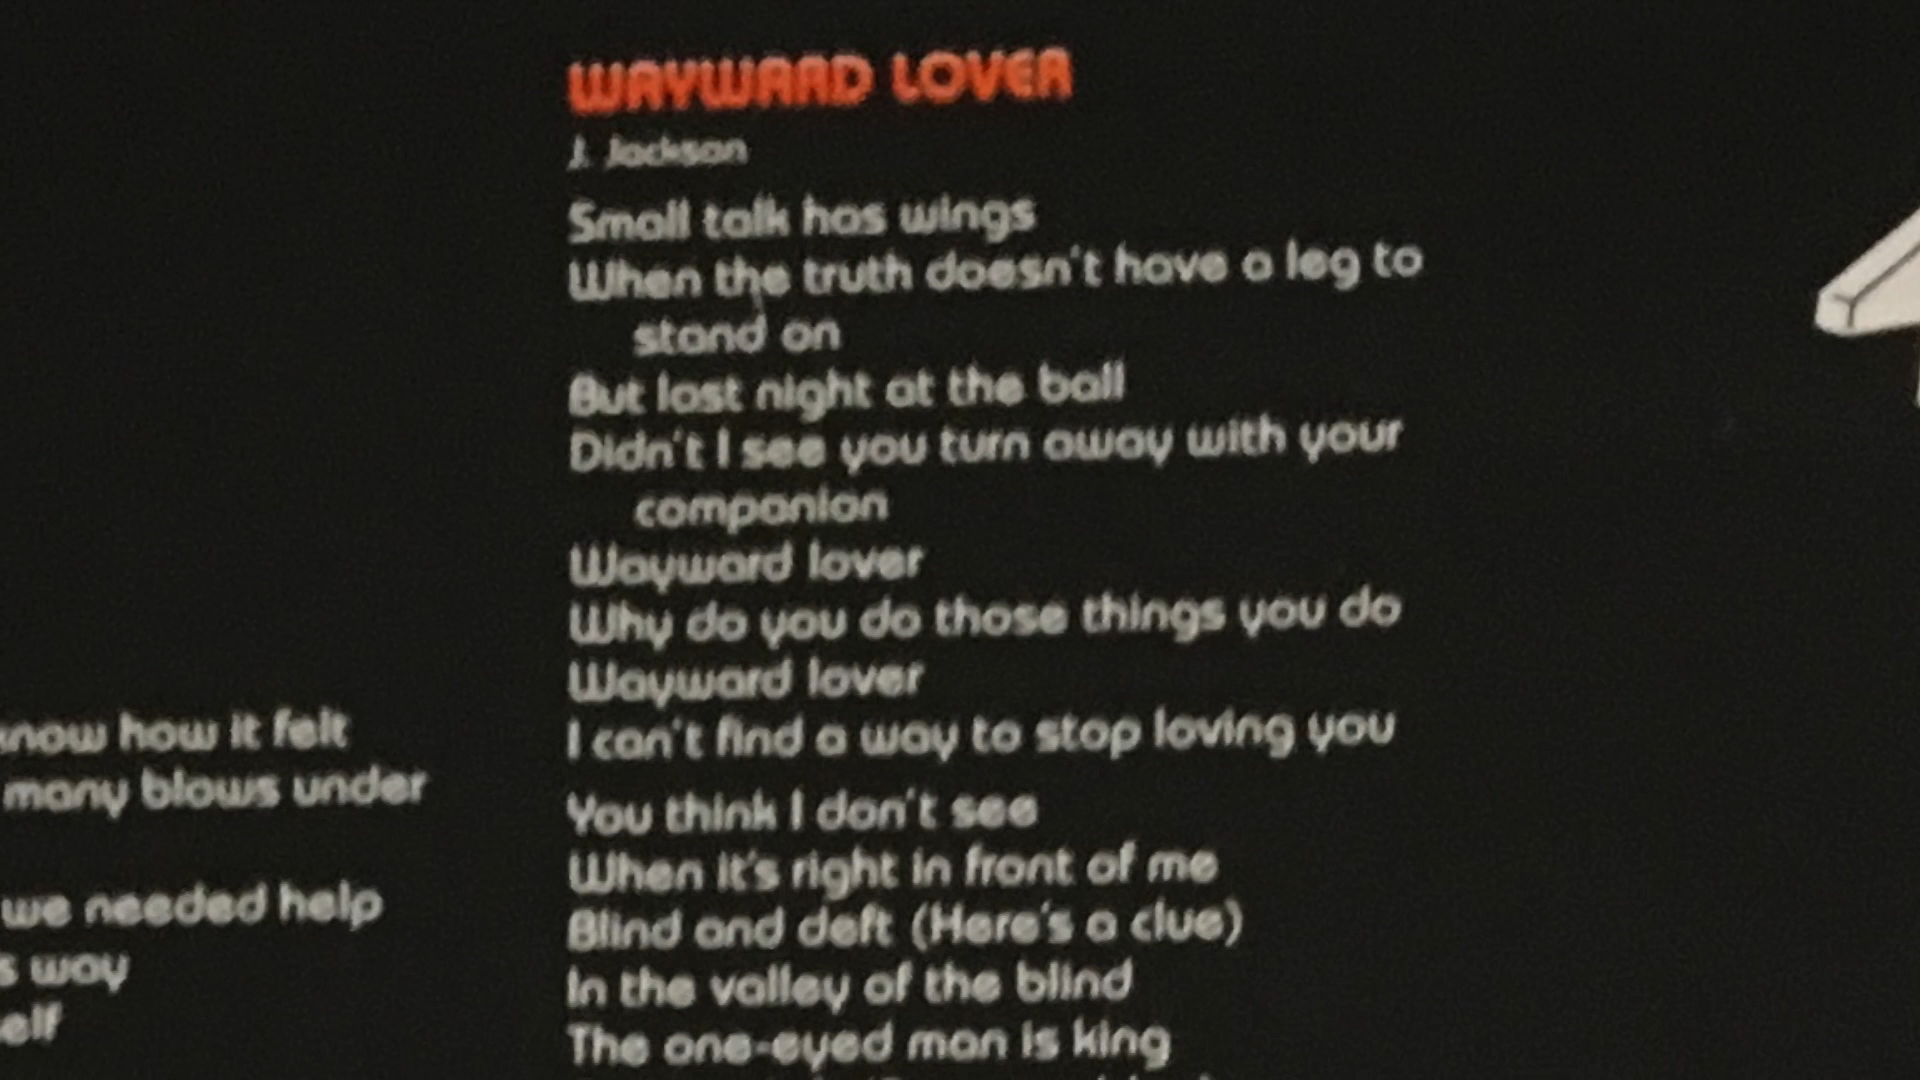 WAYWARD LOVER
J. Jackson
Small talk has wings
When the truth doesn't have a leg to
stand on
But last night at the ball
Didn't I see you turn away with your
companion
Wayward lover
Why do you do those things you do
Wayward lover
I can't find a way to stop loving you
You think I don't see
When it's right in front of me
Blind and deft (Here's a clue)
In the valley of the blind
The one-eyed man is king
know how it felt
many blows under
we needed help
way